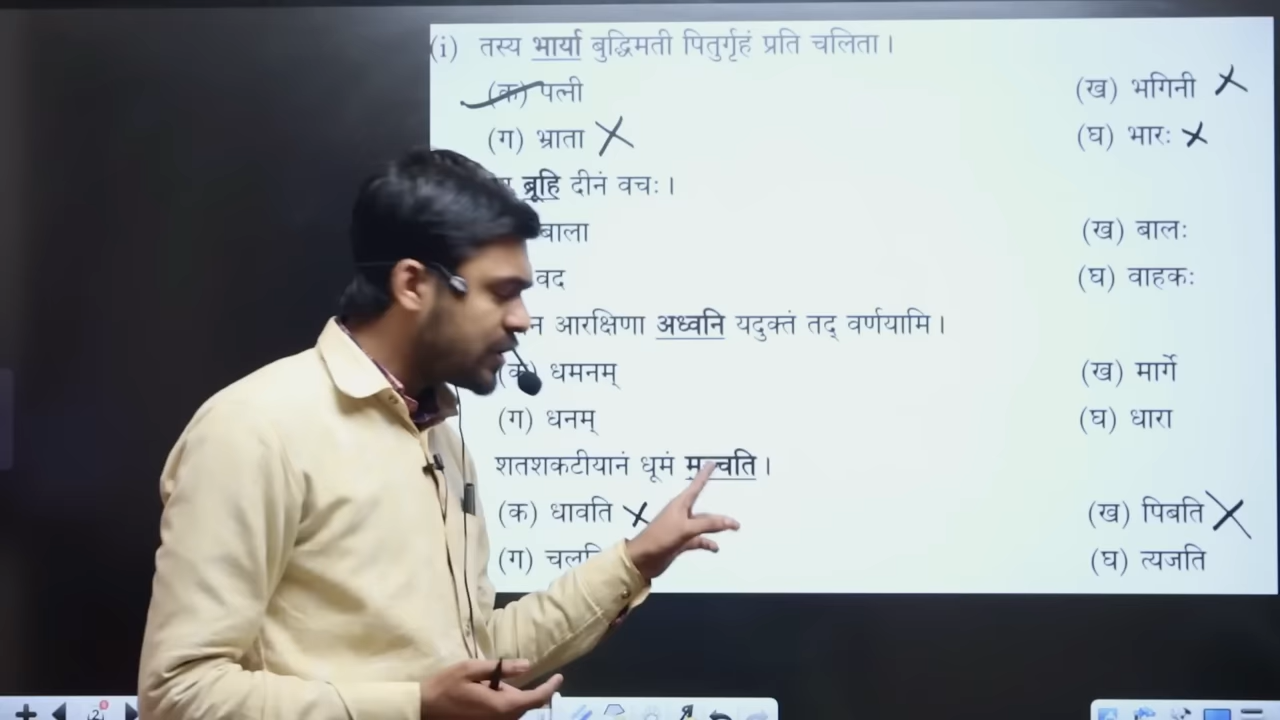 (i) तस्य भार्या बुद्धिमती पितुर्गृहं प्रति चलिता।
(क) पत्नी (ख) भगिनी
(ग) भ्राता (घ) भारः
ब्रूहि दीनं वचः।
बाला (ख) बालः
वद (घ) वाहकः
आरक्षिणा अध्वनि यदुक्तं तद् वर्णयामि।
(क) धमनम् (ख) मार्गे
(ग) धनम् (घ) धारा
शतशकटीयानं धूमं मुञ्चति।
(क) धावति (ख) पिबति
(ग) (घ) त्यजति